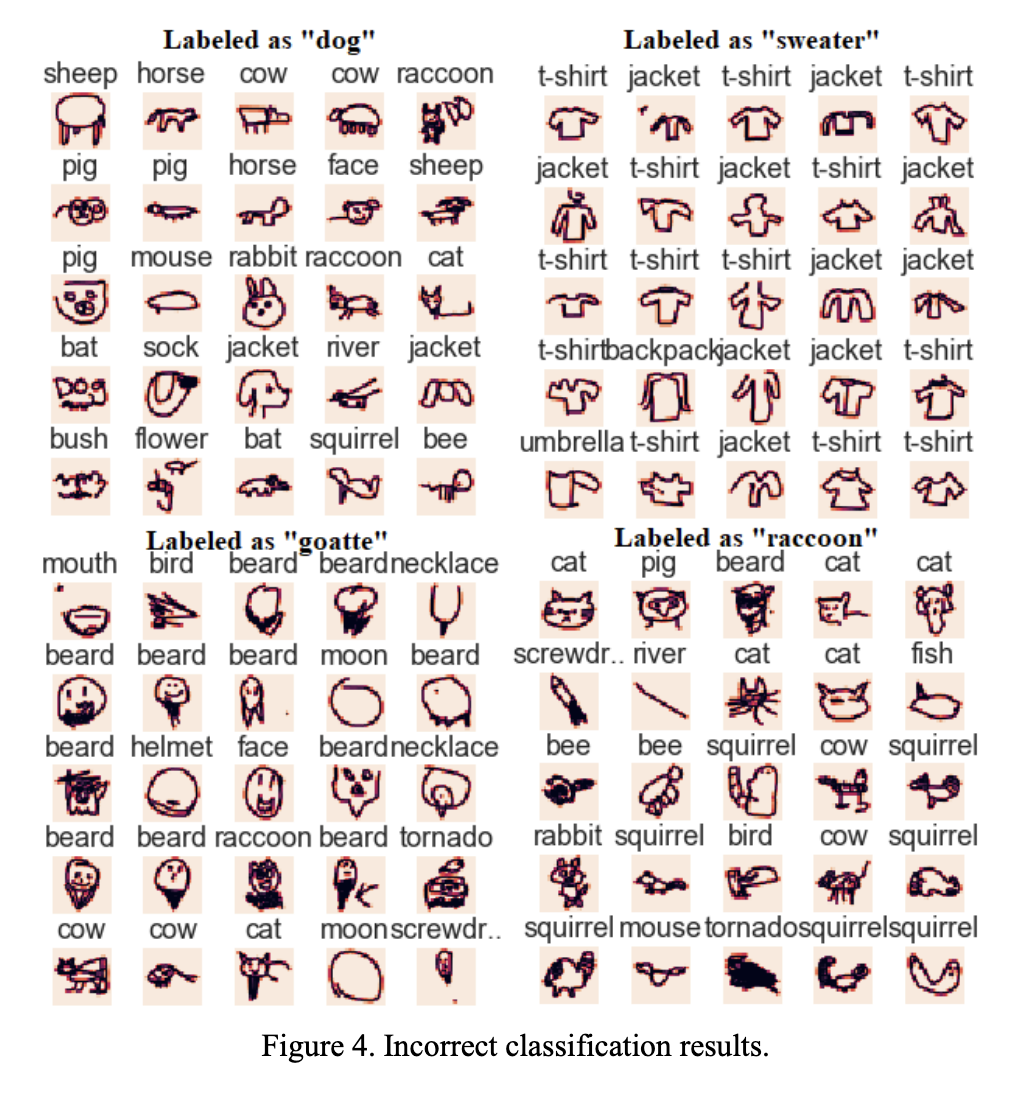 Labeled as "dog"
sheep horse cow cow raccoon
pig pig horse face sheep
pig mouse rabbit raccoon cat
bat sock jacket river jacket
DOg
bush flower bat squirrel bee
Labeled as "sweater"
t-shirt jacket t-shirt jacket t-shirt
jacket t-shirt jacket t-shirt jacket
t-shirt t-shirt t-shirt jacket jacket
t-shirt backpack jacket jacket t-shirt
umbrella t-shirt jacket t-shirt t-shirt
Labeled as "goatte"
mouth bird beard beard necklace
beard beard beard moon beard
beard helmet face beard necklace
beard beard raccoon beard tornado
cow cow cat moon screwdr..
Labeled as "raccoon"
cat pig beard cat cat
screwdr.. river cat cat fish
bee bee squirrel cow squirrel
rabbit squirrel bird cow squirrel
squirrel mouse tornado squirrel squirrel
Figure 4. Incorrect classification results.